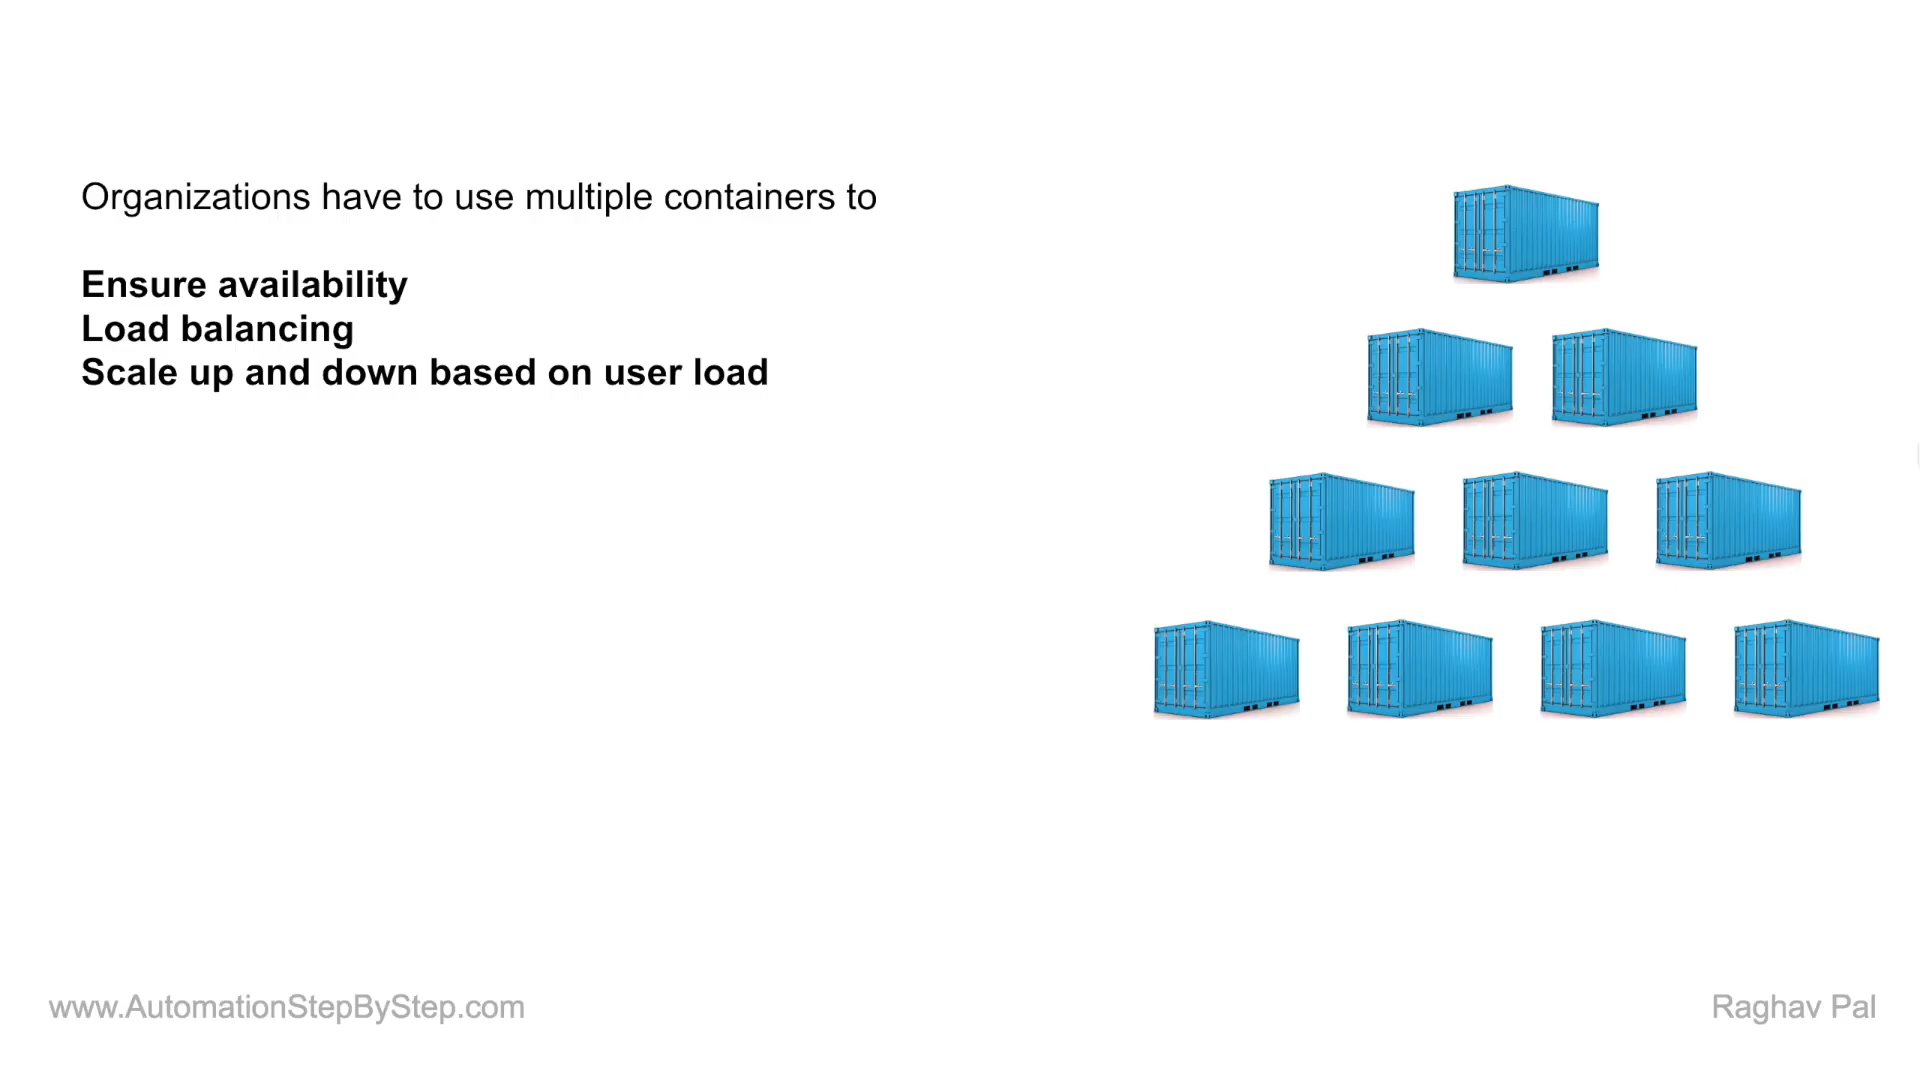 Organizations have to use multiple containers to
Ensure availability
Load balancing
Scale up and down based on user load
www.AutomationStepByStep.com
Raghav Pal